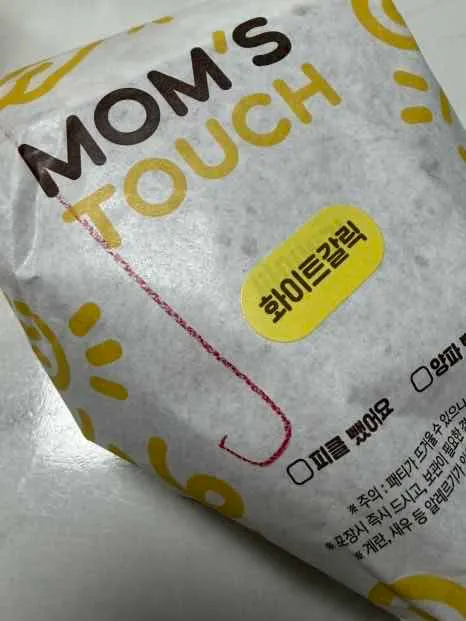 MOM'S
TOUCH
화이트갈릭
피클 뺐어요
양파
※ 주의 : 패티가 뜨거울 수 있으니
※ 포장시 즉시 드시고, 보관이 필요한
※ 계란, 새우 등 알레르기가